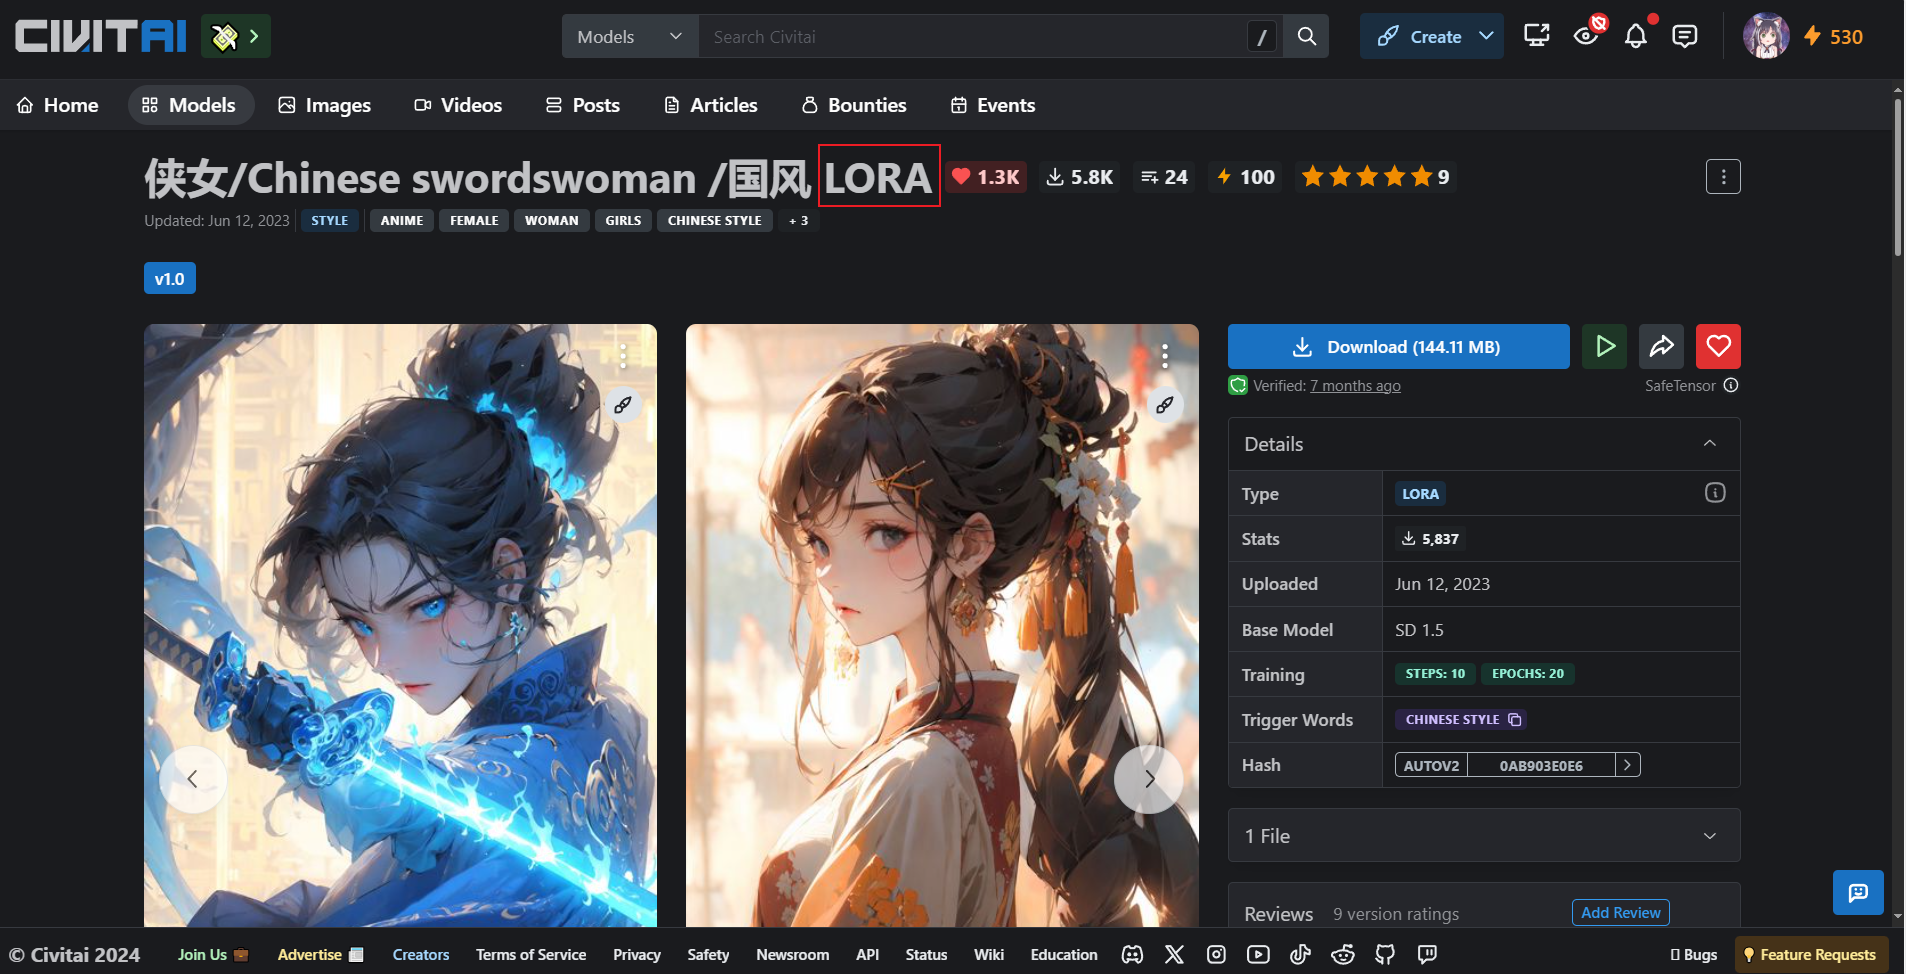 CIVITAI
Models
Search Civitai
/
Create
530
Home
Models
Images
Videos
Posts
Articles
Bounties
Events
侠女/Chinese swordswoman /国风 LORA
1.3K
5.8K
24
100
9
Updated: Jun 12, 2023
STYLE
ANIME
FEMALE
WOMAN
GIRLS
CHINESE STYLE
+ 3
v1.0
Download (144.11 MB)
Verified: 7 months ago
SafeTensor
Details
Type
LORA
Stats
5,837
Uploaded
Jun 12, 2023
Base Model
SD 1.5
Training
STEPS: 10
EPOCHS: 20
Trigger Words
CHINESE STYLE
Hash
AUTOV2
0AB903E0E6
1 File
Reviews
9 version ratings
Add Review
© Civitai 2024
Join Us
Advertise
Creators
Terms of Service
Privacy
Safety
Newsroom
API
Status
Wiki
Education
Bugs
Feature Requests